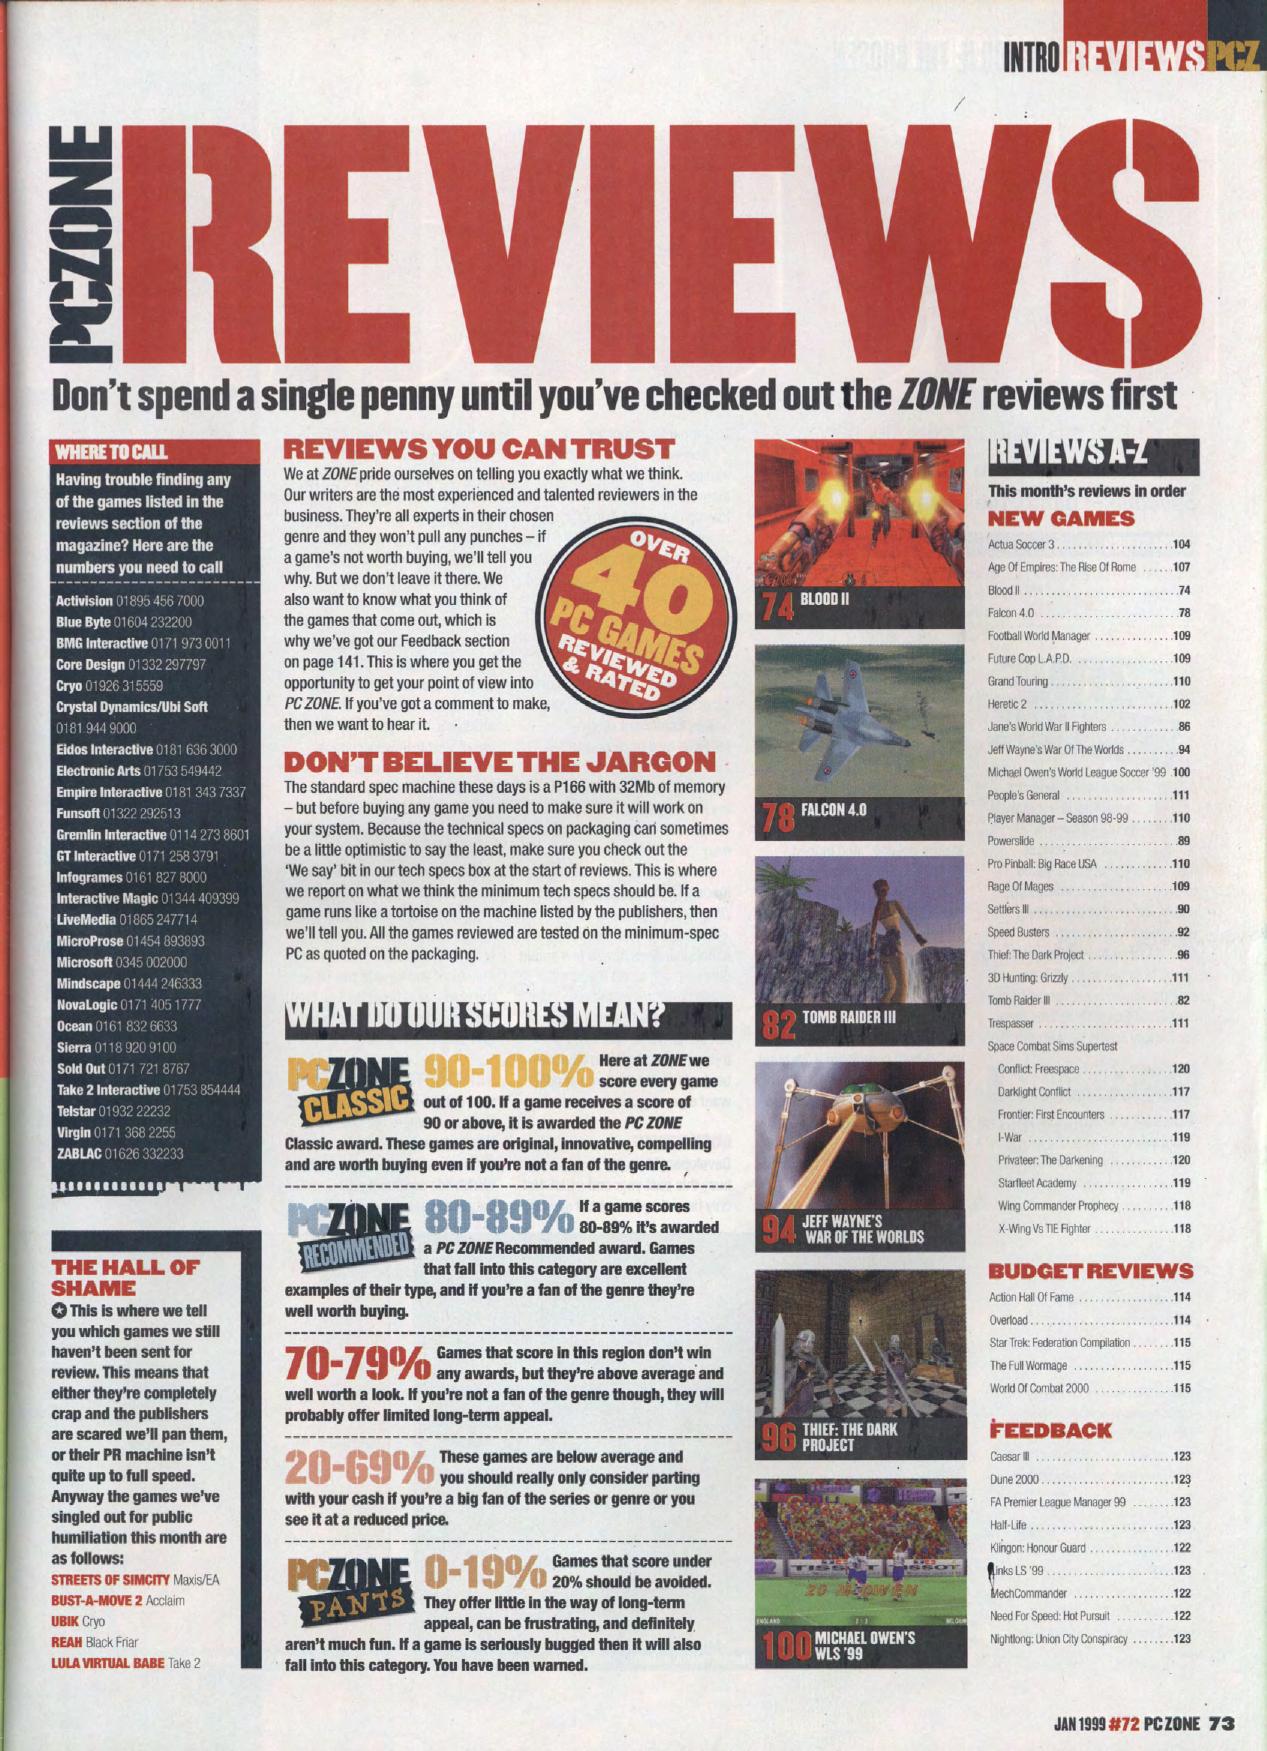 INTRO REVIEWS PCZ
PCZONE
REVIEWS
Don't spend a single penny until you've checked out the ZONE reviews first
WHERE TO CALL
Having trouble finding any
of the games listed in the
reviews section of the
magazine? Here are the
numbers you need to call
Activision 01895 456 7000
Blue Byte 01604 232200
BMG Interactive 0171 973 0011
Core Design 01332 297797
Cryo 01926 315559
Crystal Dynamics/Ubi Soft
0181 944 9000
Eidos Interactive 0181 636 3000
Electronic Arts 01753 549442
Empire Interactive 0181 343 7337
Funsoft 01322 292513
Gremlin Interactive 0114 273 8601
GT Interactive 0171 258 3791
Infogrames 0161 827 8000
Interactive Magic 01344 409399
LiveMedia 01865 247714
MicroProse 01454 893893
Microsoft 0345 002000
Mindscape 01444 246333
NovaLogic 0171 405 1777
Ocean 0161 832 6633
Sierra 0118 920 9100
Sold Out 0171 721 8767
Take 2 Interactive 01753 854444
Telstar 01932 22232
Virgin 0171 368 2255
ZABLAC 01626 332233
THE HALL OF
SHAME
This is where we tell
you which games we still
haven't been sent for
review. This means that
either they're completely
crap and the publishers
are scared we'll pan them,
or their PR machine isn't
quite up to full speed.
Anyway the games we've
singled out for public
humiliation this month are
as follows:
STREETS OF SIMCITY Maxis/EA
BUST-A-MOVE 2 Acclaim
UBIK Cryo
REAH Black Friar
LULA VIRTUAL BABE Take 2
REVIEWS YOU CAN TRUST
We at ZONE pride ourselves on telling you exactly what we think.
Our writers are the most experienced and talented reviewers in the
business. They're all experts in their chosen
genre and they won't pull any punches – if
a game's not worth buying, we'll tell you
why. But we don't leave it there. We
also want to know what you think of
the games that come out, which is
why we've got our Feedback section
on page 141. This is where you get the
opportunity to get your point of view into
PC ZONE. If you've got a comment to make,
then we want to hear it.
OVER
40
PC GAMES
REVIEWED
& RATED
DON'T BELIEVE THE JARGON
The standard spec machine these days is a P166 with 32Mb of memory
– but before buying any game you need to make sure it will work on
your system. Because the technical specs on packaging can sometimes
be a little optimistic to say the least, make sure you check out the
'We say' bit in our tech specs box at the start of reviews. This is where
we report on what we think the minimum tech specs should be. If a
game runs like a tortoise on the machine listed by the publishers, then
we'll tell you. All the games reviewed are tested on the minimum-spec
PC as quoted on the packaging.
WHAT DO OUR SCORES MEAN?
PCZONE
CLASSIC
90-100% Here at ZONE we
score every game
out of 100. If a game receives a score of
90 or above, it is awarded the PC ZONE
Classic award. These games are original, innovative, compelling
and are worth buying even if you're not a fan of the genre.
PCZONE
RECOMMENDED
80-89% If a game scores
80-89% it's awarded
a PC ZONE Recommended award. Games
that fall into this category are excellent
examples of their type, and if you're a fan of the genre they're
well worth buying.
70-79% Games that score in this region don't win
any awards, but they're above average and
well worth a look. If you're not a fan of the genre though, they will
probably offer limited long-term appeal.
20-69% These games are below average and
you should really only consider parting
with your cash if you're a big fan of the series or genre or you
see it at a reduced price.
PCZONE
PANTS
0-19% Games that score under
20% should be avoided.
They offer little in the way of long-term
appeal, can be frustrating, and definitely
aren't much fun. If a game is seriously bugged then it will also
fall into this category. You have been warned.
74 BLOOD II
78 FALCON 4.0
82 TOMB RAIDER III
94 JEFF WAYNE'S
WAR OF THE WORLDS
96 THIEF: THE DARK
PROJECT
20 M OWEN
ENGLAND
100 MICHAEL OWEN'S
WLS '99
REVIEWS A-Z
This month's reviews in order
NEW GAMES
Actua Soccer 3 104
Age Of Empires: The Rise Of Rome 107
Blood II 74
Falcon 4.0 78
Football World Manager 109
Future Cop L.A.P.D. 109
Grand Touring 110
Heretic 2 102
Jane's World War II Fighters 86
Jeff Wayne's War Of The Worlds 94
Michael Owen's World League Soccer '99 100
People's General 111
Player Manager – Season 98-99 110
Powerslide 89
Pro Pinball: Big Race USA 110
Rage Of Mages 109
Settlers III 90
Speed Busters 92
Thief: The Dark Project 96
3D Hunting: Grizzly 111
Tomb Raider III 82
Trespasser 111
Space Combat Sims Supertest
Conflict: Freespace 120
Darklight Conflict 117
Frontier: First Encounters 117
I-War 119
Privateer: The Darkening 120
Starfleet Academy 119
Wing Commander Prophecy 118
X-Wing Vs TIE Fighter 118
BUDGET REVIEWS
Action Hall Of Fame 114
Overload 114
Star Trek: Federation Compilation 115
The Full Wormage 115
World Of Combat 2000 115
FEEDBACK
Caesar III 123
Dune 2000 123
FA Premier League Manager 99 123
Half-Life 123
Klingon: Honour Guard 122
Links LS '99 123
MechCommander 122
Need For Speed: Hot Pursuit 122
Nightlong: Union City Conspiracy 123
JAN 1999 #72 PC ZONE 73